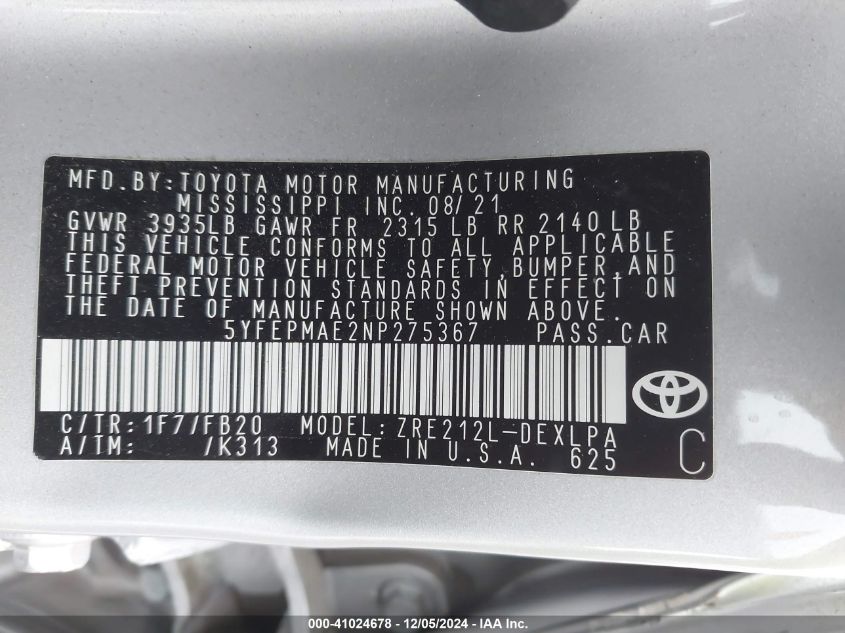 MFD.BY:TOYOTA MOTOR MANUFACTURING
MISSISSIPPI INC. 08/21
GVWR 3935LB GAWR FR 2315 LB RR 2140 LB
THIS VEHICLE CONFORMS TO ALL APPLICABLE
FEDERAL MOTOR VEHICLE SAFETY,BUMPER,AND
THEFT PREVENTION STANDARDS IN EFFECT ON
THE DATE OF MANUFACTURE SHOWN ABOVE.
5YFEPMAE2NP275367 PASS.CAR
C/TR:1F7/FB20 MODEL:ZRE212L-DEXLPA
A/TM: /K313 MADE IN U.S.A. 625 C
000-41024678 - 12/05/2024 - IAA Inc.